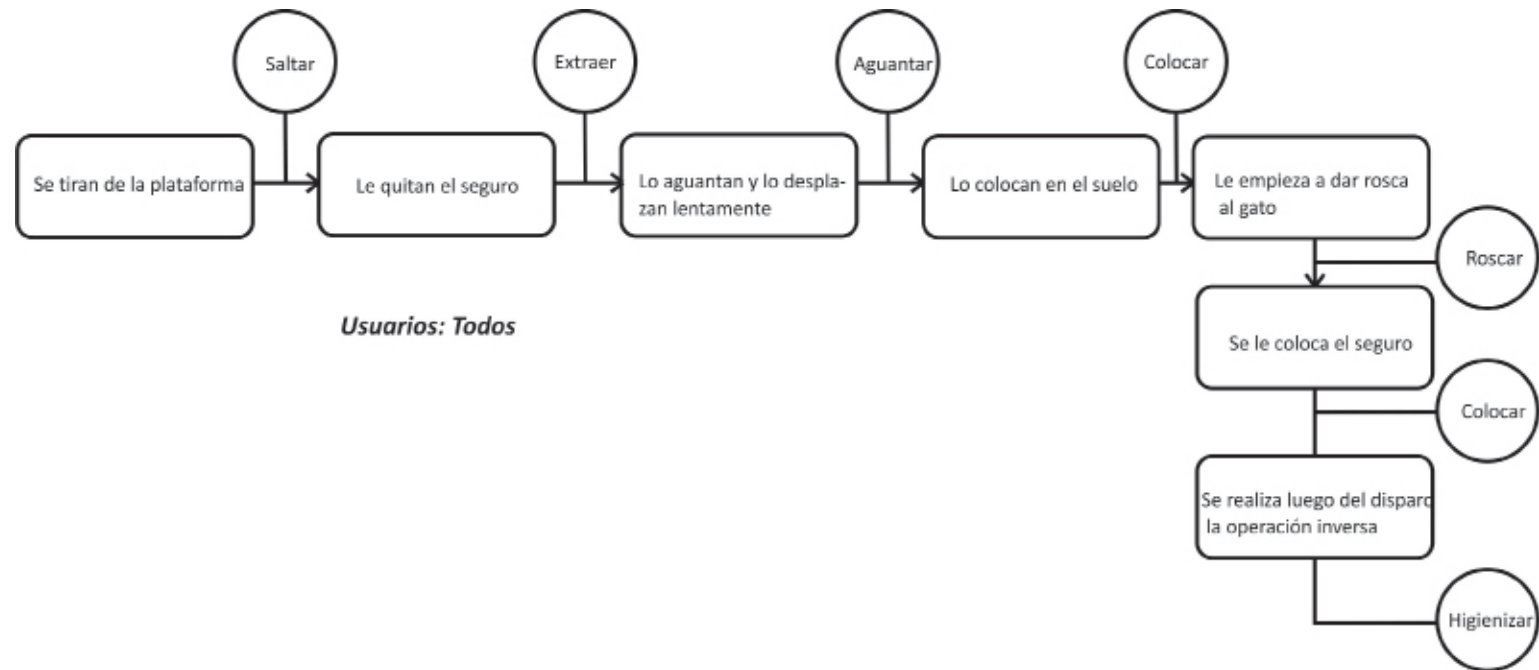 Saltar
Extraer
Aguantar
Colocar
Se tiran de la plataforma
Le quitan el seguro
Lo aguantan y lo despla-
zan lentamente
Lo colocan en el suelo
Le empieza a dar rosca
al gato
Roscar
Usuarios: Todos
Se le coloca el seguro
Colocar
Se realiza luego del disparo
la operación inversa
Higienizar